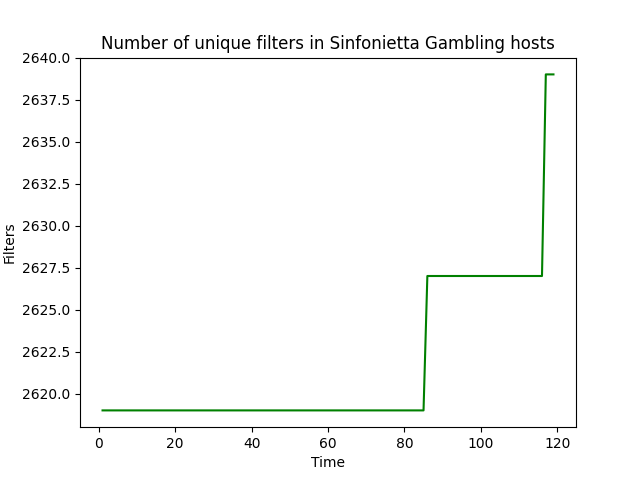 Number of unique filters in Sinfonietta Gambling hosts
2640.0
2637.5
2635.0
2632.5
2630.0
2627.5
2625.0
2622.5
2620.0
Filters
0 20 40 60 80 100 120
Time